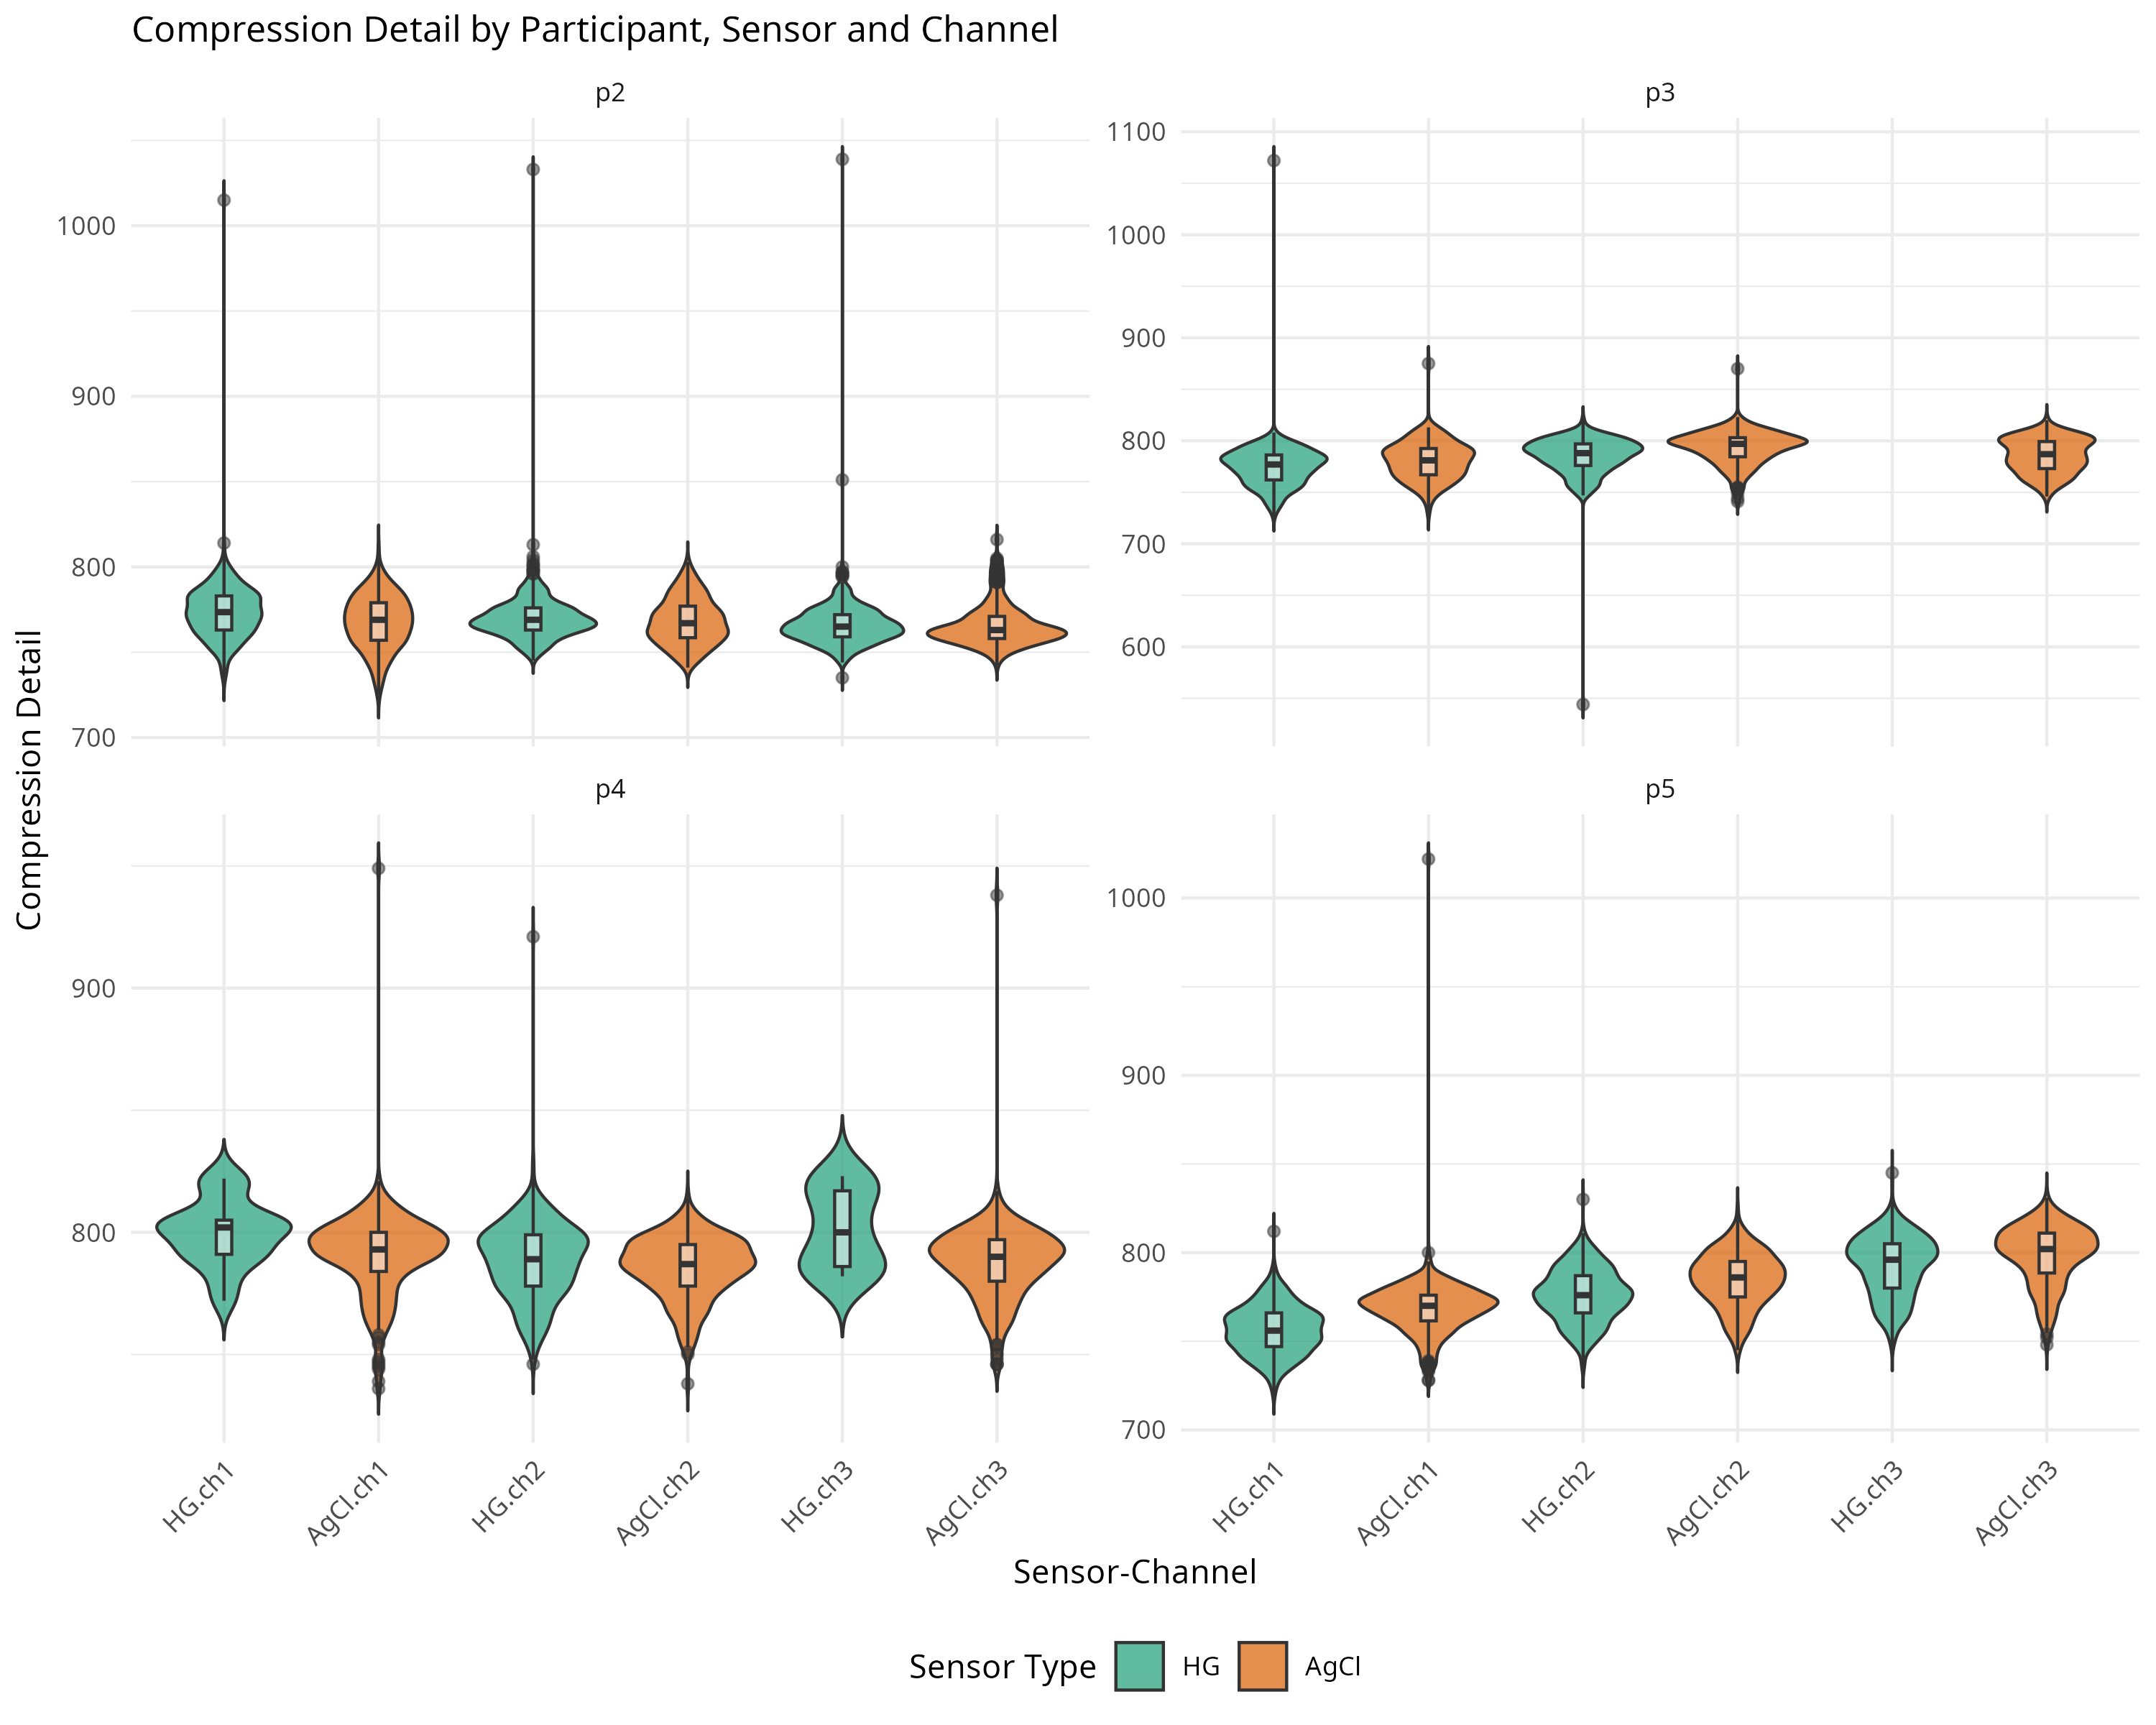 Compression Detail by Participant, Sensor and Channel
p2
p3
1000
900
800
700
1100
1000
900
800
700
600
Compression Detail
p4
p5
900
800
1000
900
800
700
HG.ch1
AgCl.ch1
HG.ch2
AgCl.ch2
HG.ch3
AgCl.ch3
HG.ch1
AgCl.ch1
HG.ch2
AgCl.ch2
HG.ch3
AgCl.ch3
Sensor-Channel
Sensor Type HG AgCl